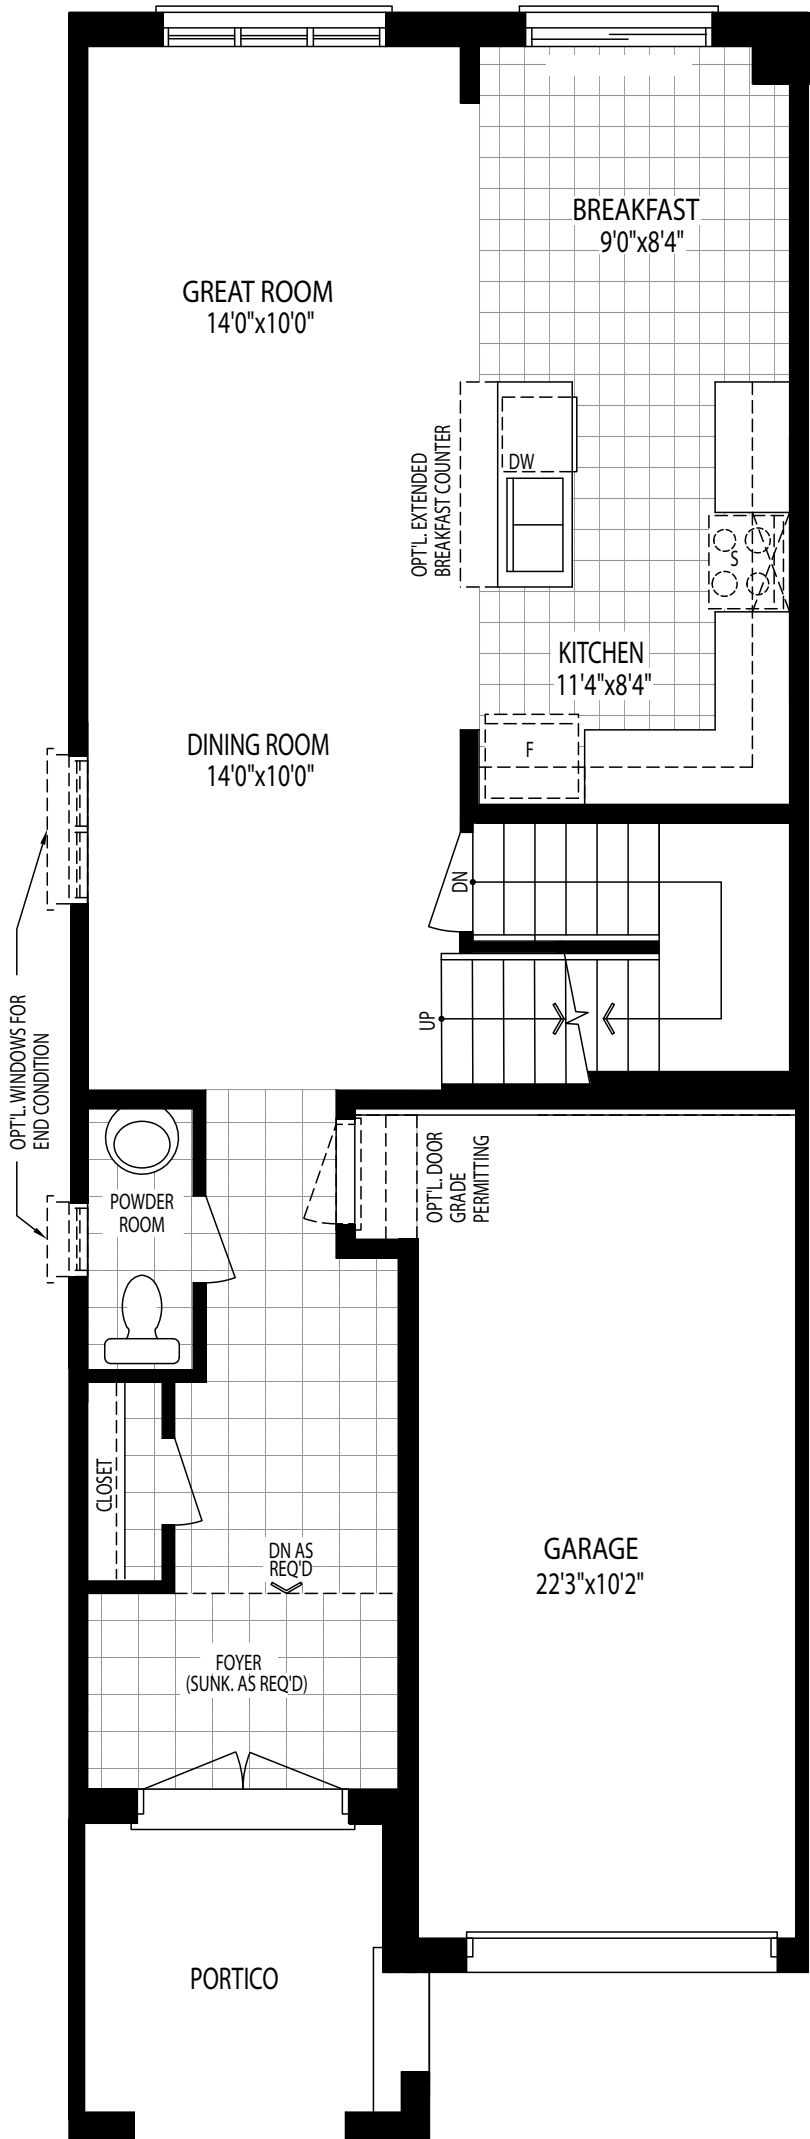 BREAKFAST
9'0"x8'4"
GREAT ROOM
14'0"x10'0"
OPT'L. EXTENDED
BREAKFAST COUNTER
DW
S
KITCHEN
11'4"x8'4"
F
DINING ROOM
14'0"x10'0"
DN
UP
OPT'L. WINDOWS FOR
END CONDITION
POWDER
ROOM
OPT'L. DOOR
GRADE
PERMITTING
CLOSET
DN AS
REQ'D
GARAGE
22'3"x10'2"
FOYER
(SUNK. AS REQ'D)
PORTICO